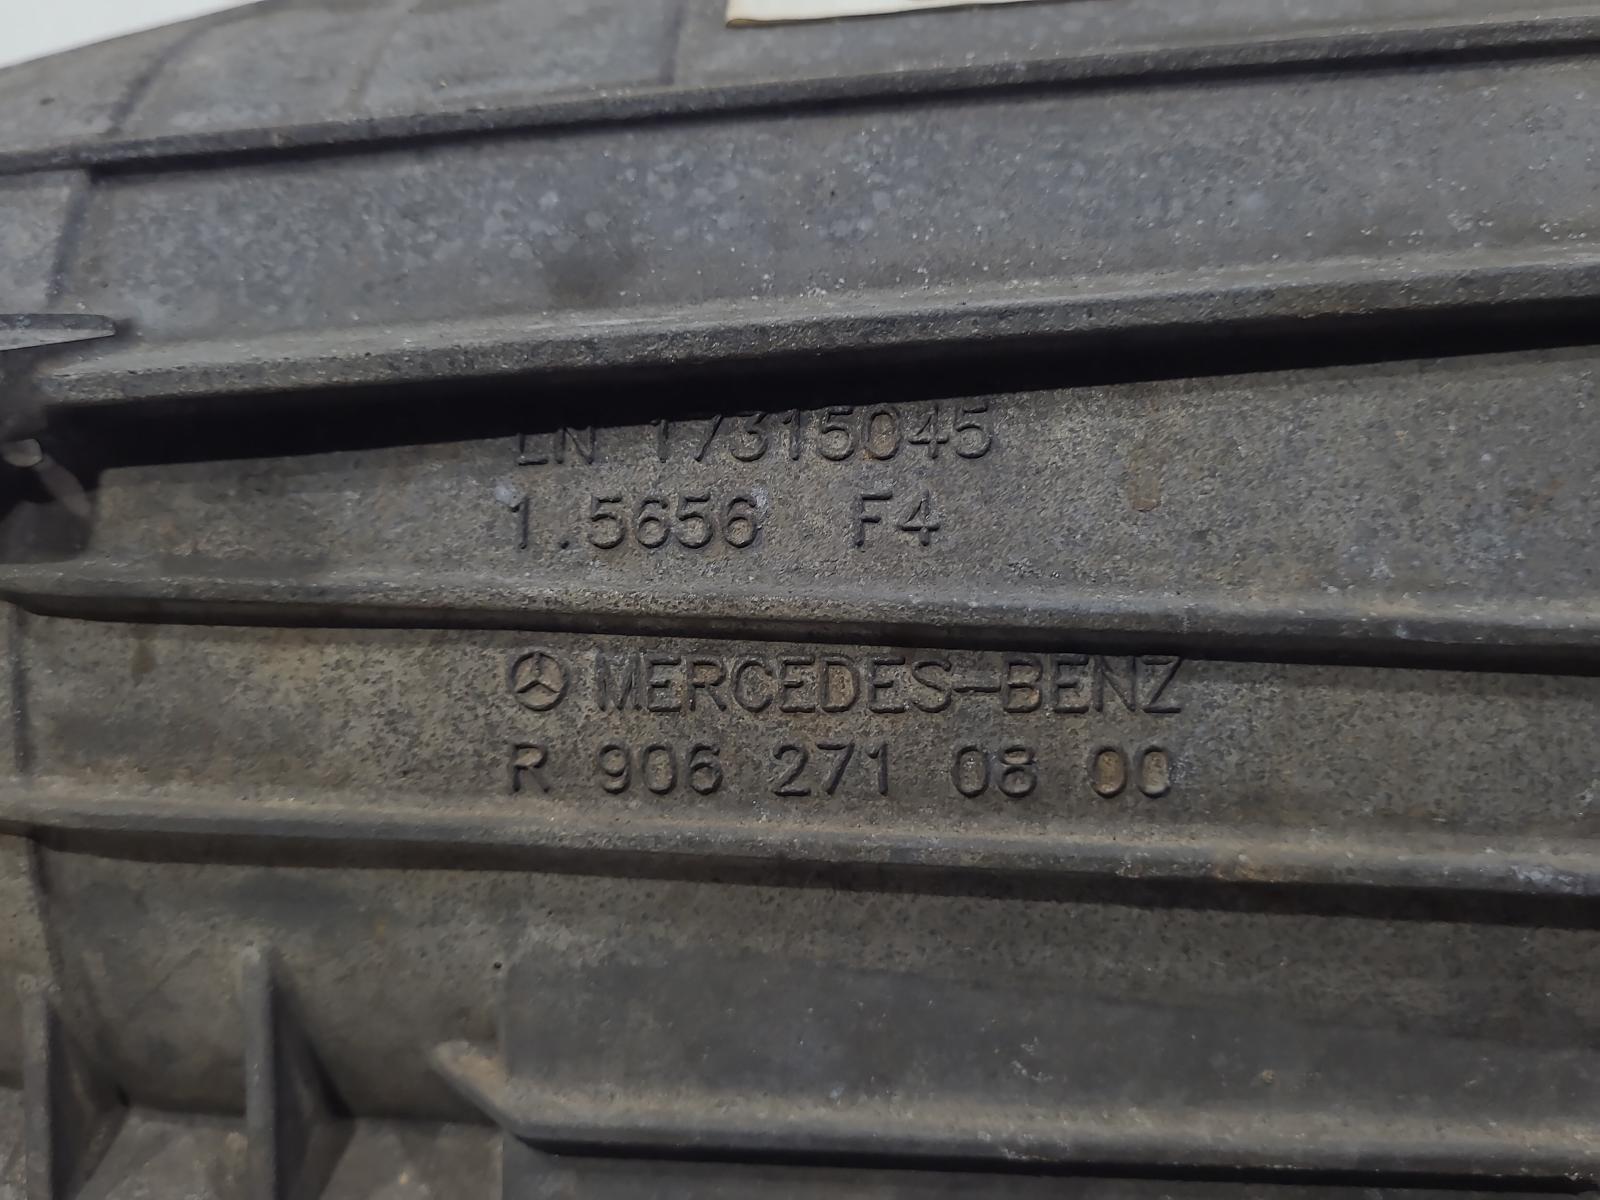 LN 17315045
1.5656 F4
MERCEDES-BENZ
R 906 271 08 00